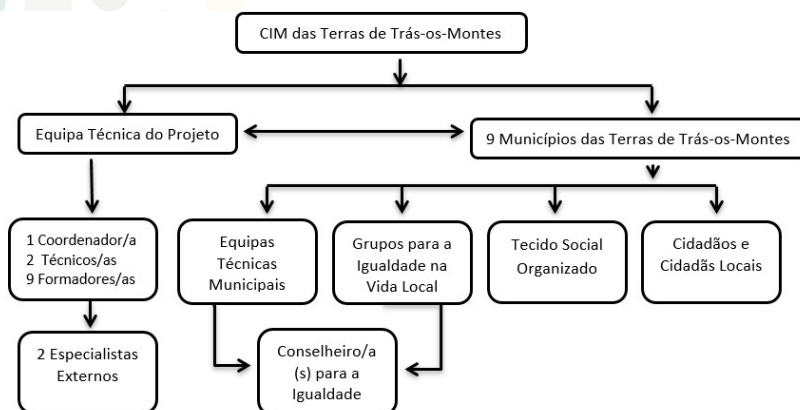 CIM das Terras de Trás-os-Montes
Equipa Técnica do Projeto
9 Municípios das Terras de Trás-os-Montes
1 Coordenador/a
2 Técnicos/as
9 Formadores/as
Equipas
Técnicas
Municipais
Grupos para a
Igualdade na
Vida Local
Tecido Social
Organizado
Cidadãos e
Cidadãs Locais
2 Especialistas
Externos
Conselheiro/a
(s) para a
Igualdade